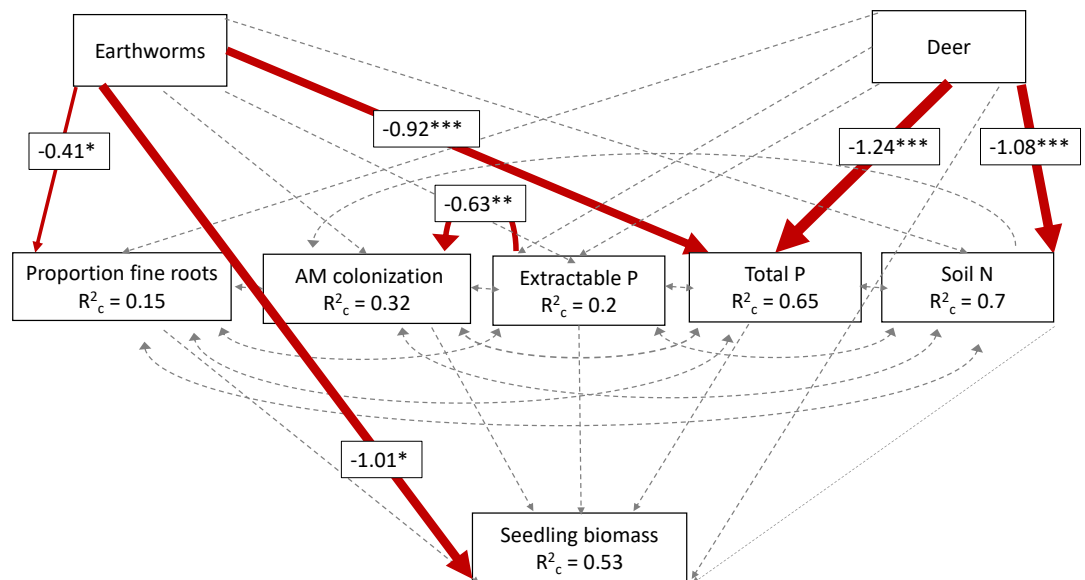 Earthworms
Deer
-0.41*
-0.92***
-1.24***
-1.08***
-0.63**
Proportion fine roots
R²c = 0.15
AM colonization
R²c = 0.32
Extractable P
R²c = 0.2
Total P
R²c = 0.65
Soil N
R²c = 0.7
-1.01*
Seedling biomass
R²c = 0.53